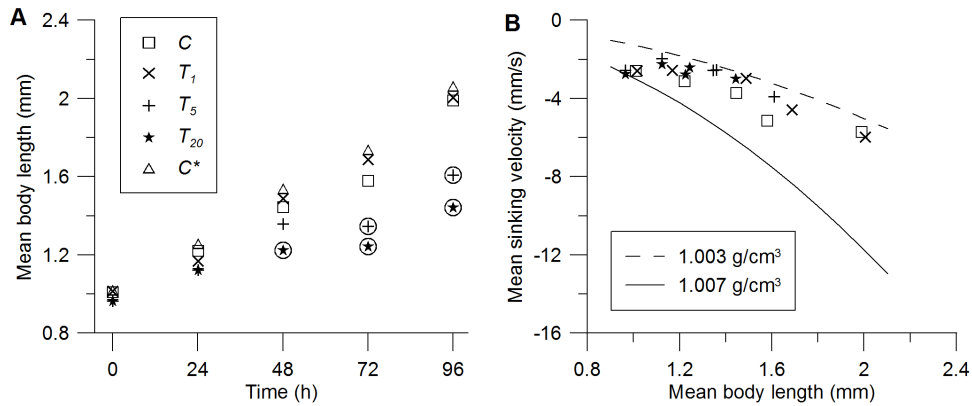 A
2.4
2
1.6
1.2
0.8
Mean body length (mm)
C
T1
T5
T20
C*
0 24 48 72 96
Time (h)
B
0
-4
-8
-12
-16
Mean sinking velocity (mm/s)
1.003 g/cm³
1.007 g/cm³
0.8 1.2 1.6 2 2.4
Mean body length (mm)